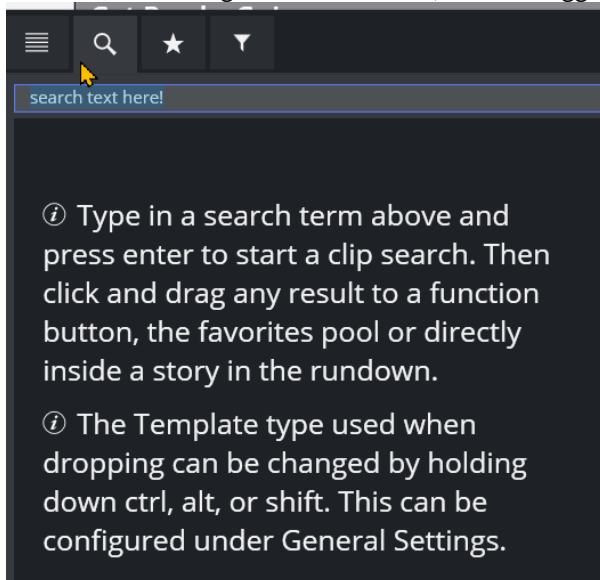 search text here!
Type in a search term above and
press enter to start a clip search. Then
click and drag any result to a function
button, the favorites pool or directly
inside a story in the rundown.
The Template type used when
dropping can be changed by holding
down ctrl, alt, or shift. This can be
configured under General Settings.